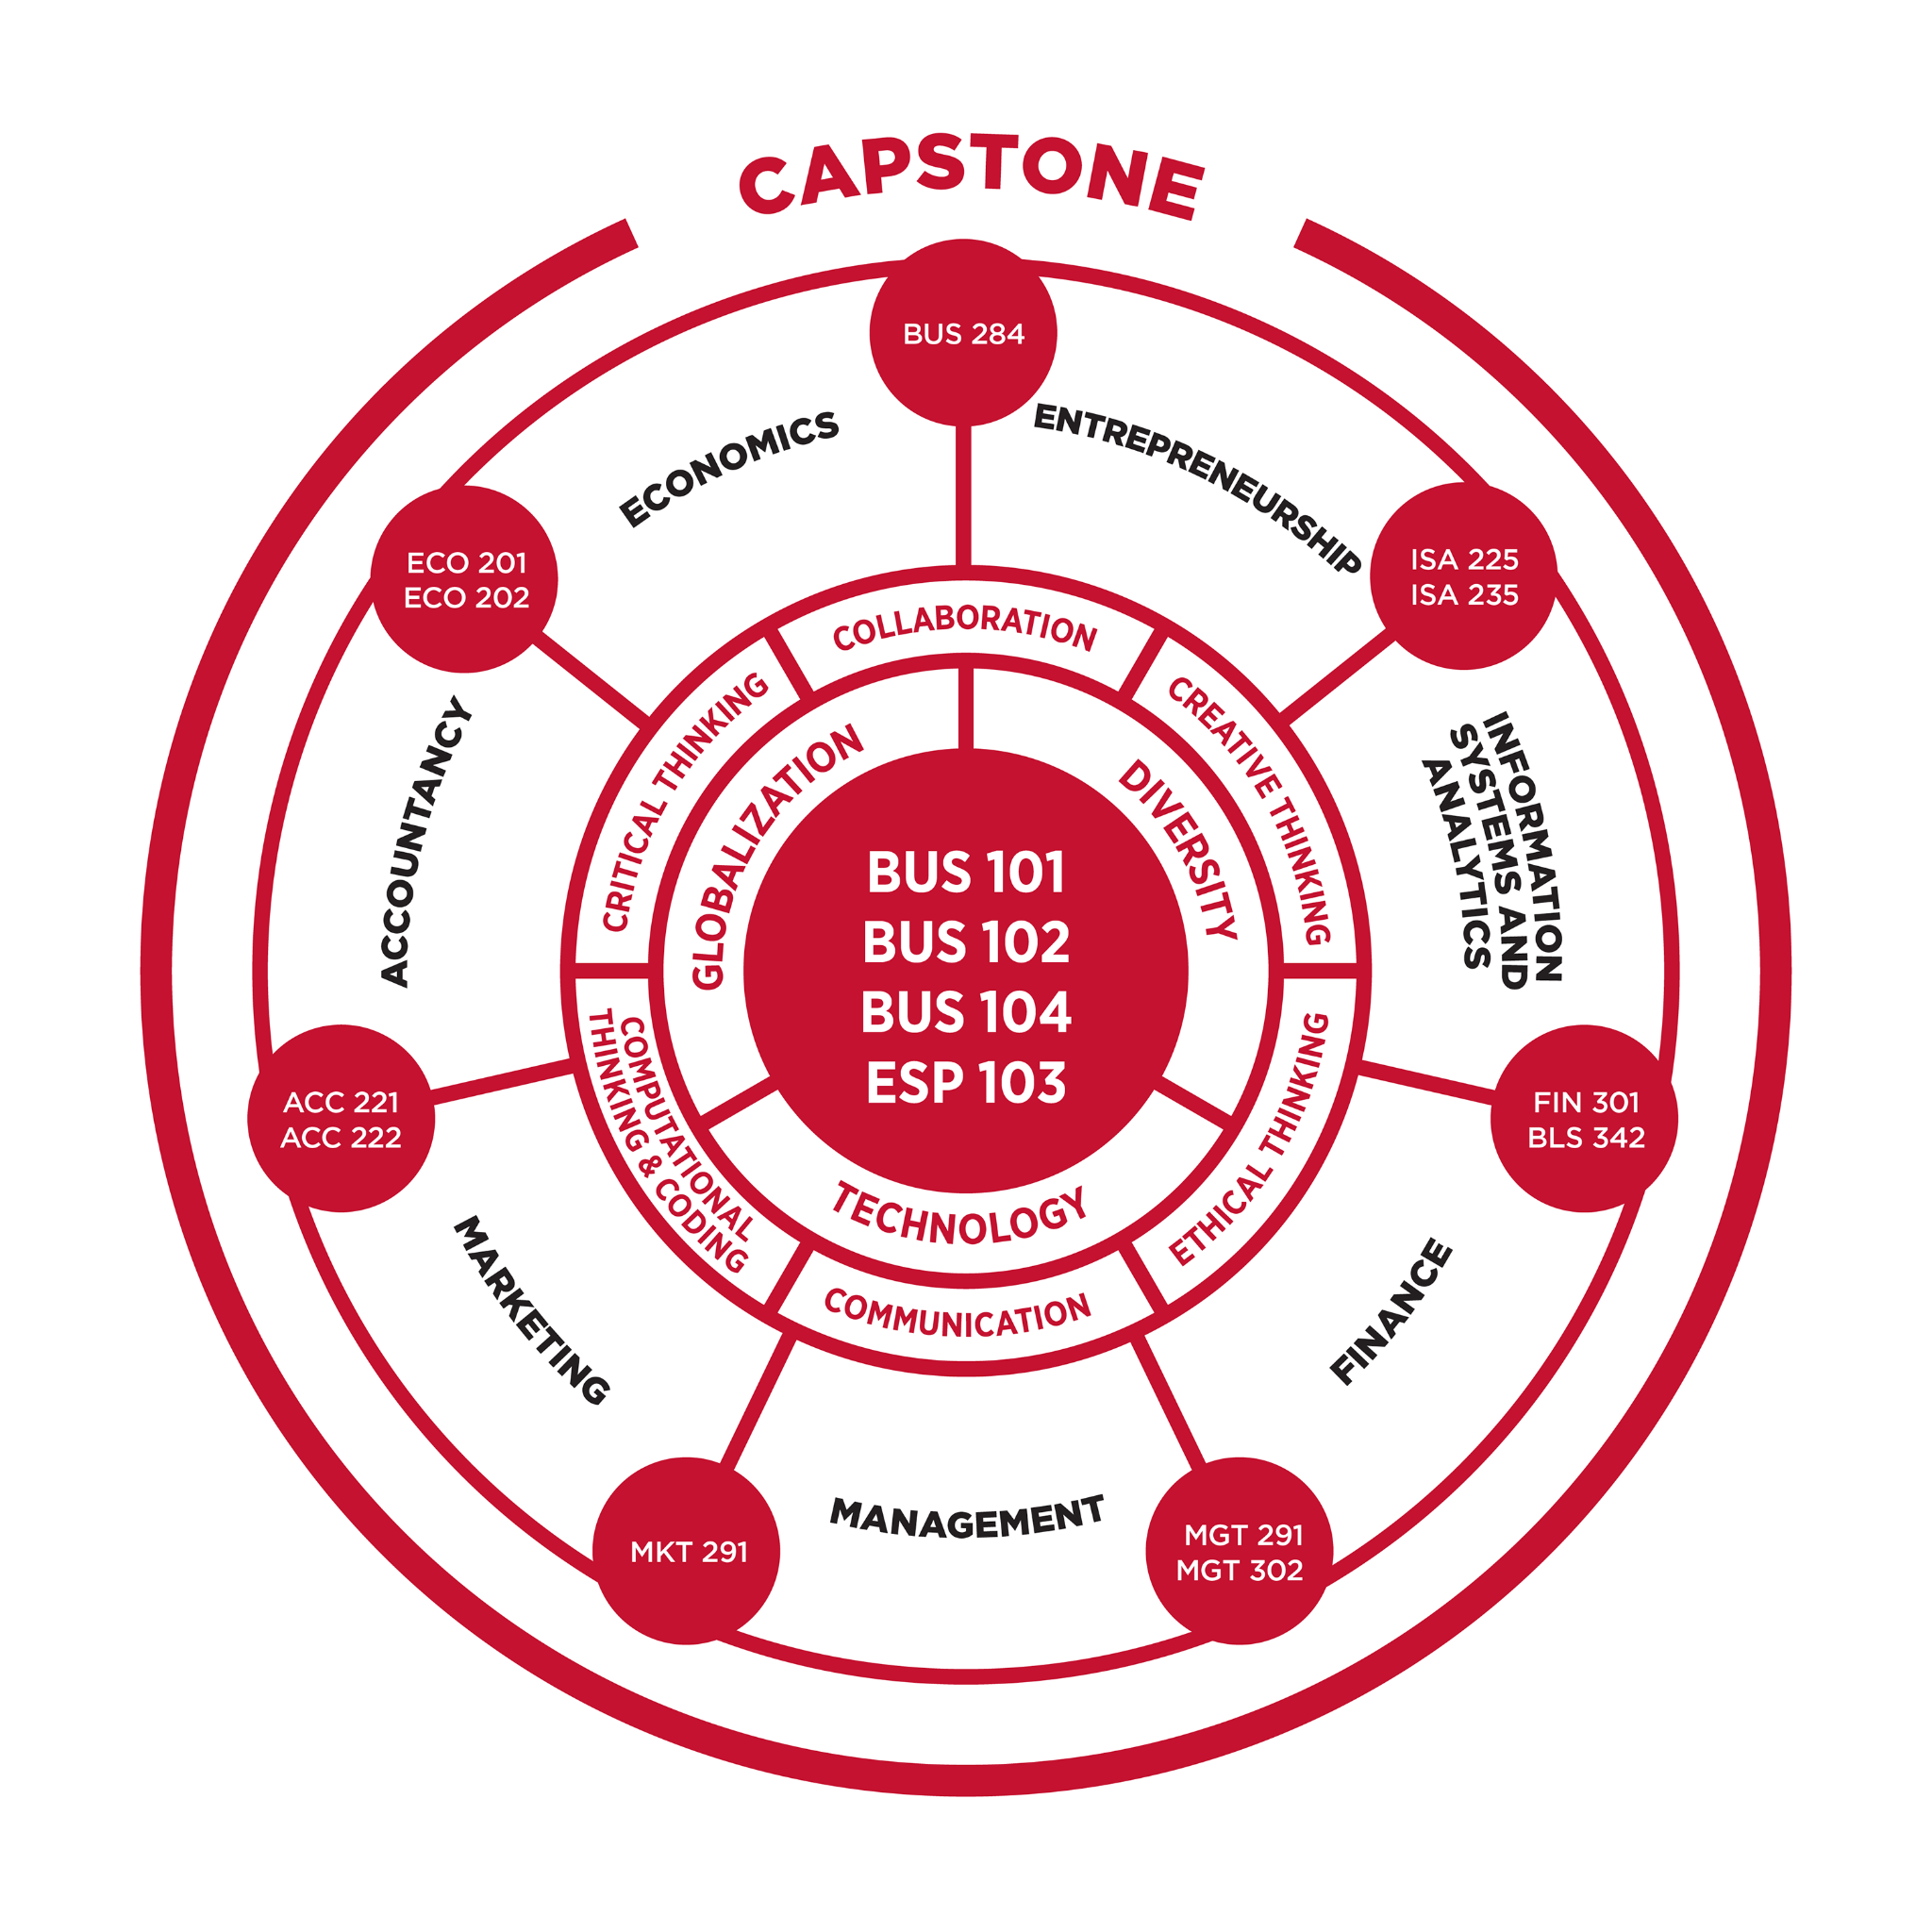 CAPSTONE
BUS 284
ECONOMICS
ENTREPRENEURSHIP
ECO 201
ECO 202
ISA 225
ISA 235
COLLABORATION
CRITICAL THINKING
CREATIVE THINKING
ACCOUNTANCY
INFORMATION
SYSTEMS AND
ANALYTICS
GLOBALIZATION
DIVERSITY
BUS 101
BUS 102
BUS 104
ESP 103
COMPUTATIONAL
THINKING & CODING
ETHICAL THINKING
ACC 221
ACC 222
FIN 301
BLS 342
TECHNOLOGY
COMMUNICATION
MARKETING
FINANCE
MANAGEMENT
MKT 291
MGT 291
MGT 302